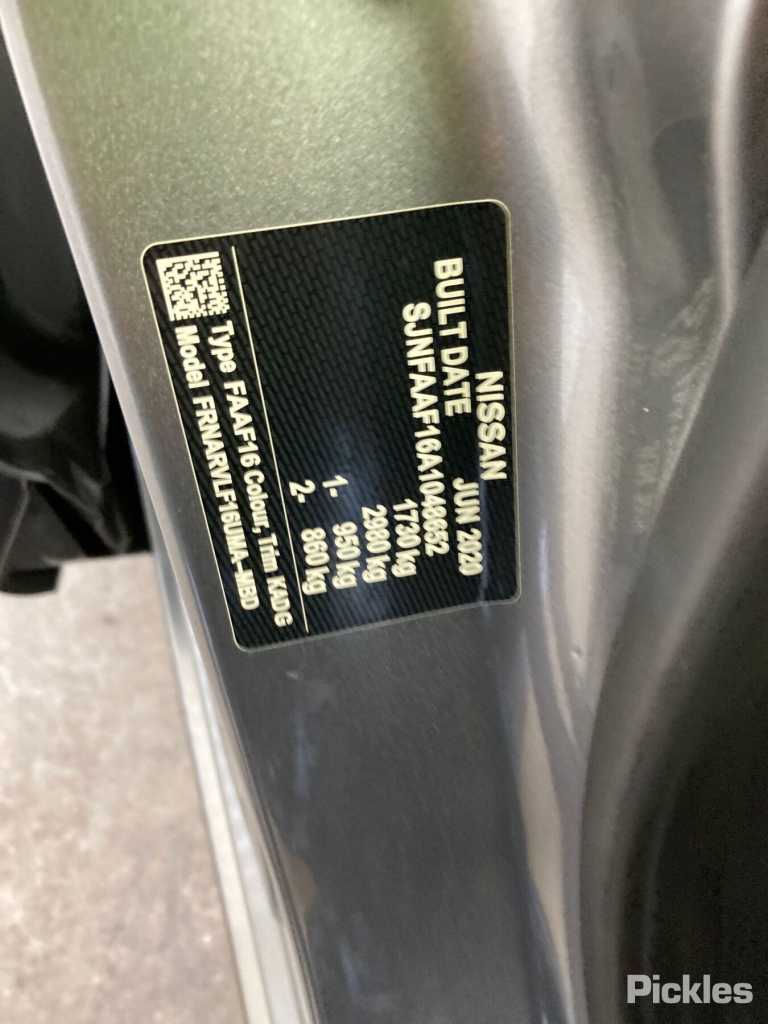 NISSAN
BUILT DATE JUN 2020
SJNFAAF16A1048652
1730 kg
2980 kg
1- 950 kg
2- 860 kg
Type FAAF16 Colour, Trim KADG
Model FRNARVLF16UMA-MBD
Pickles